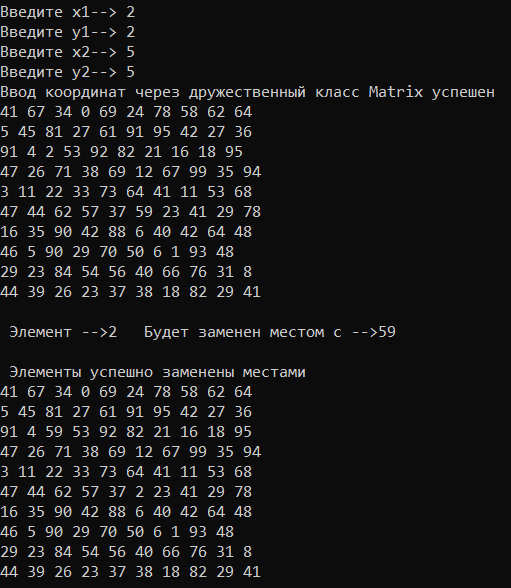 Введите x1--> 2
Введите y1--> 2
Введите x2--> 5
Введите y2--> 5
Ввод координат через дружественный класс Matrix успешен
41 67 34 0 69 24 78 58 62 64
5 45 81 27 61 91 95 42 27 36
91 4 2 53 92 82 21 16 18 95
47 26 71 38 69 12 67 99 35 94
3 11 22 33 73 64 41 11 53 68
47 44 62 57 37 59 23 41 29 78
16 35 90 42 88 6 40 42 64 48
46 5 90 29 70 50 6 1 93 48
29 23 84 54 56 40 66 76 31 8
44 39 26 23 37 38 18 82 29 41
Элемент -->2   Будет заменен местом с -->59
Элементы успешно заменены местами
41 67 34 0 69 24 78 58 62 64
5 45 81 27 61 91 95 42 27 36
91 4 59 53 92 82 21 16 18 95
47 26 71 38 69 12 67 99 35 94
3 11 22 33 73 64 41 11 53 68
47 44 62 57 37 2 23 41 29 78
16 35 90 42 88 6 40 42 64 48
46 5 90 29 70 50 6 1 93 48
29 23 84 54 56 40 66 76 31 8
44 39 26 23 37 38 18 82 29 41